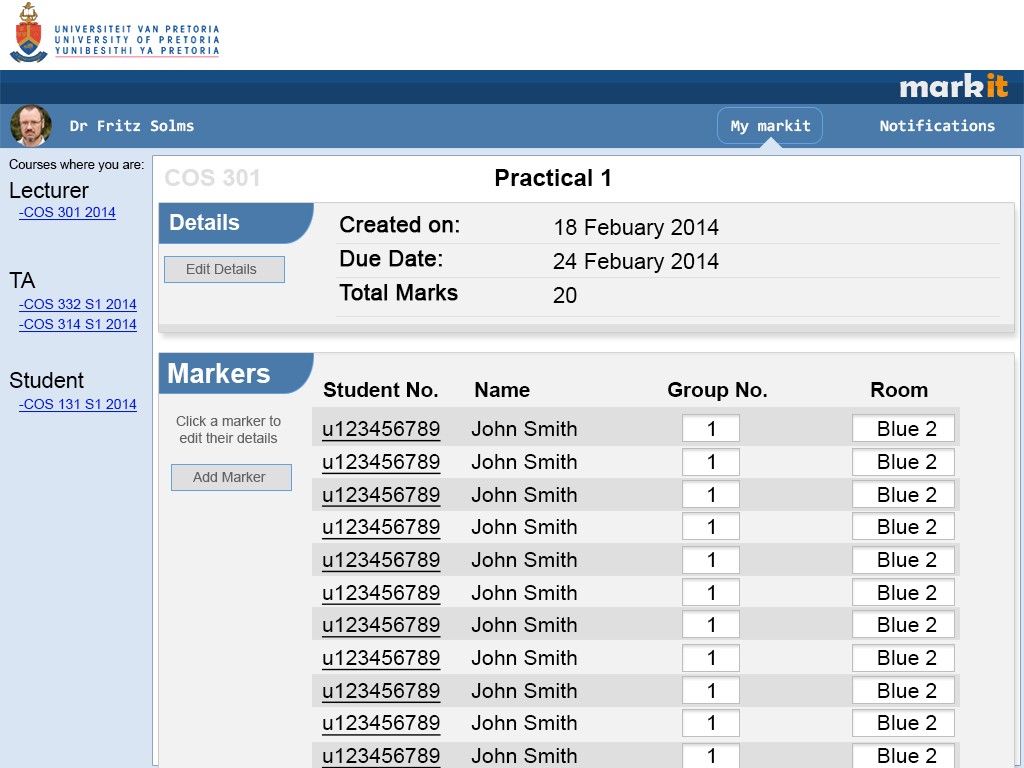 UNIVERSITEIT VAN PRETORIA
UNIVERSITY OF PRETORIA
YUNIBESITHI YA PRETORIA
markit
Dr Fritz Solms
My markit
Notifications
Courses where you are:
Lecturer
-COS 301 2014
TA
-COS 332 S1 2014
-COS 314 S1 2014
Student
-COS 131 S1 2014
COS 301
Practical 1
Details
Edit Details
Created on: 18 Febuary 2014
Due Date: 24 Febuary 2014
Total Marks 20
Markers
Click a marker to
edit their details
Add Marker
Student No. Name Group No. Room
u123456789 John Smith 1 Blue 2
u123456789 John Smith 1 Blue 2
u123456789 John Smith 1 Blue 2
u123456789 John Smith 1 Blue 2
u123456789 John Smith 1 Blue 2
u123456789 John Smith 1 Blue 2
u123456789 John Smith 1 Blue 2
u123456789 John Smith 1 Blue 2
u123456789 John Smith 1 Blue 2
u123456789 John Smith 1 Blue 2
u123456789 John Smith 1 Blue 2